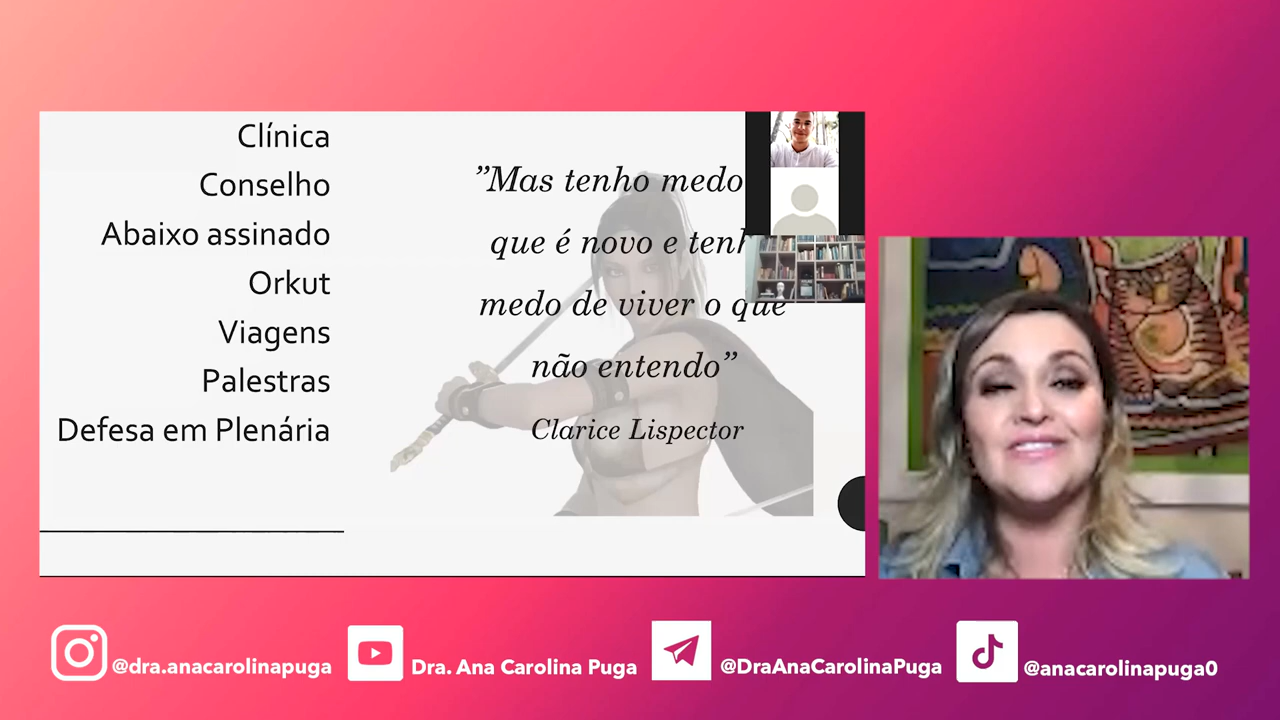 Clínica
Conselho
Abaixo assinado
Orkut
Viagens
Palestras
Defesa em Plenária
”Mas tenho medo
que é novo e
medo de viver o que
não entendo”
Clarice Lispector
@dra.anacarolinapuga
Dra. Ana Carolina Puga
@DraAnaCarolinaPuga
@anacarolinapuga0